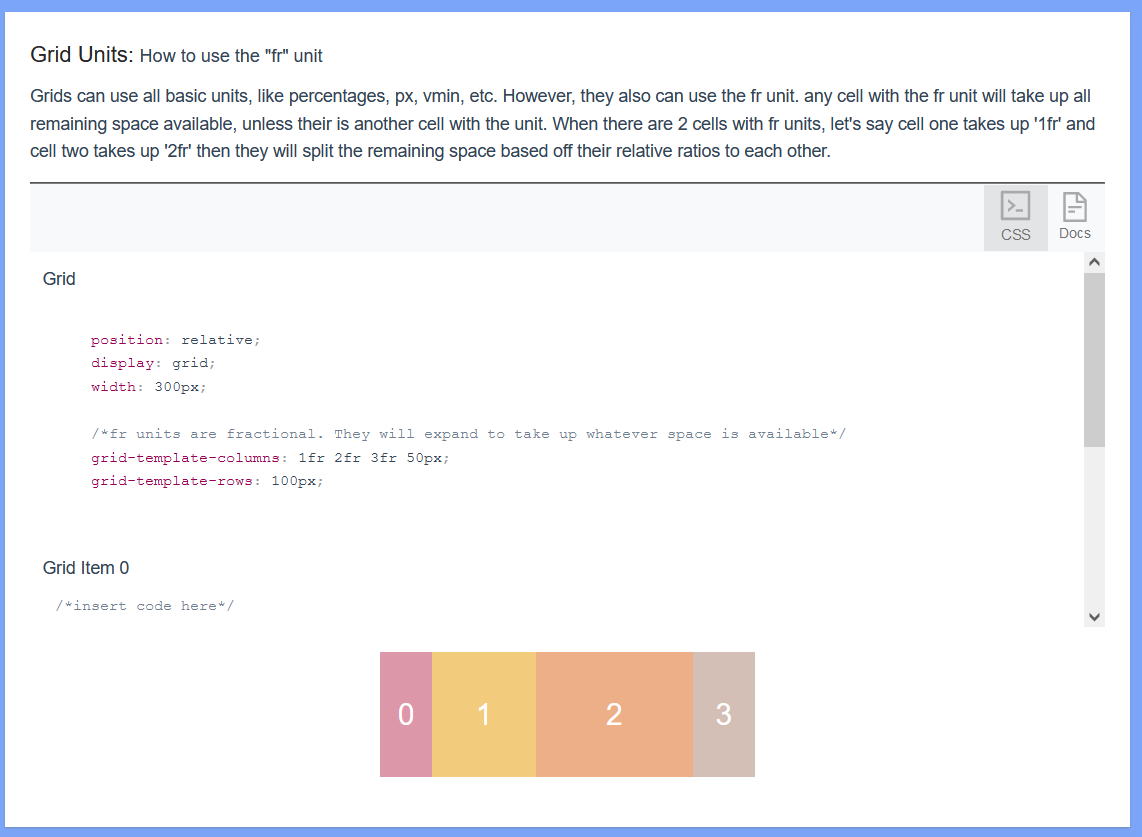 Grid Units: How to use the "fr" unit
Grids can use all basic units, like percentages, px, vmin, etc. However, they also can use the fr unit. any cell with the fr unit will take up all
remaining space available, unless their is another cell with the unit. When there are 2 cells with fr units, let's say cell one takes up '1fr' and
cell two takes up '2fr' then they will split the remaining space based off their relative ratios to each other.
CSS
Docs
Grid
position: relative;
display: grid;
width: 300px;
/*fr units are fractional. They will expand to take up whatever space is available*/
grid-template-columns: 1fr 2fr 3fr 50px;
grid-template-rows: 100px;
Grid Item 0
/*insert code here*/
0 1 2 3